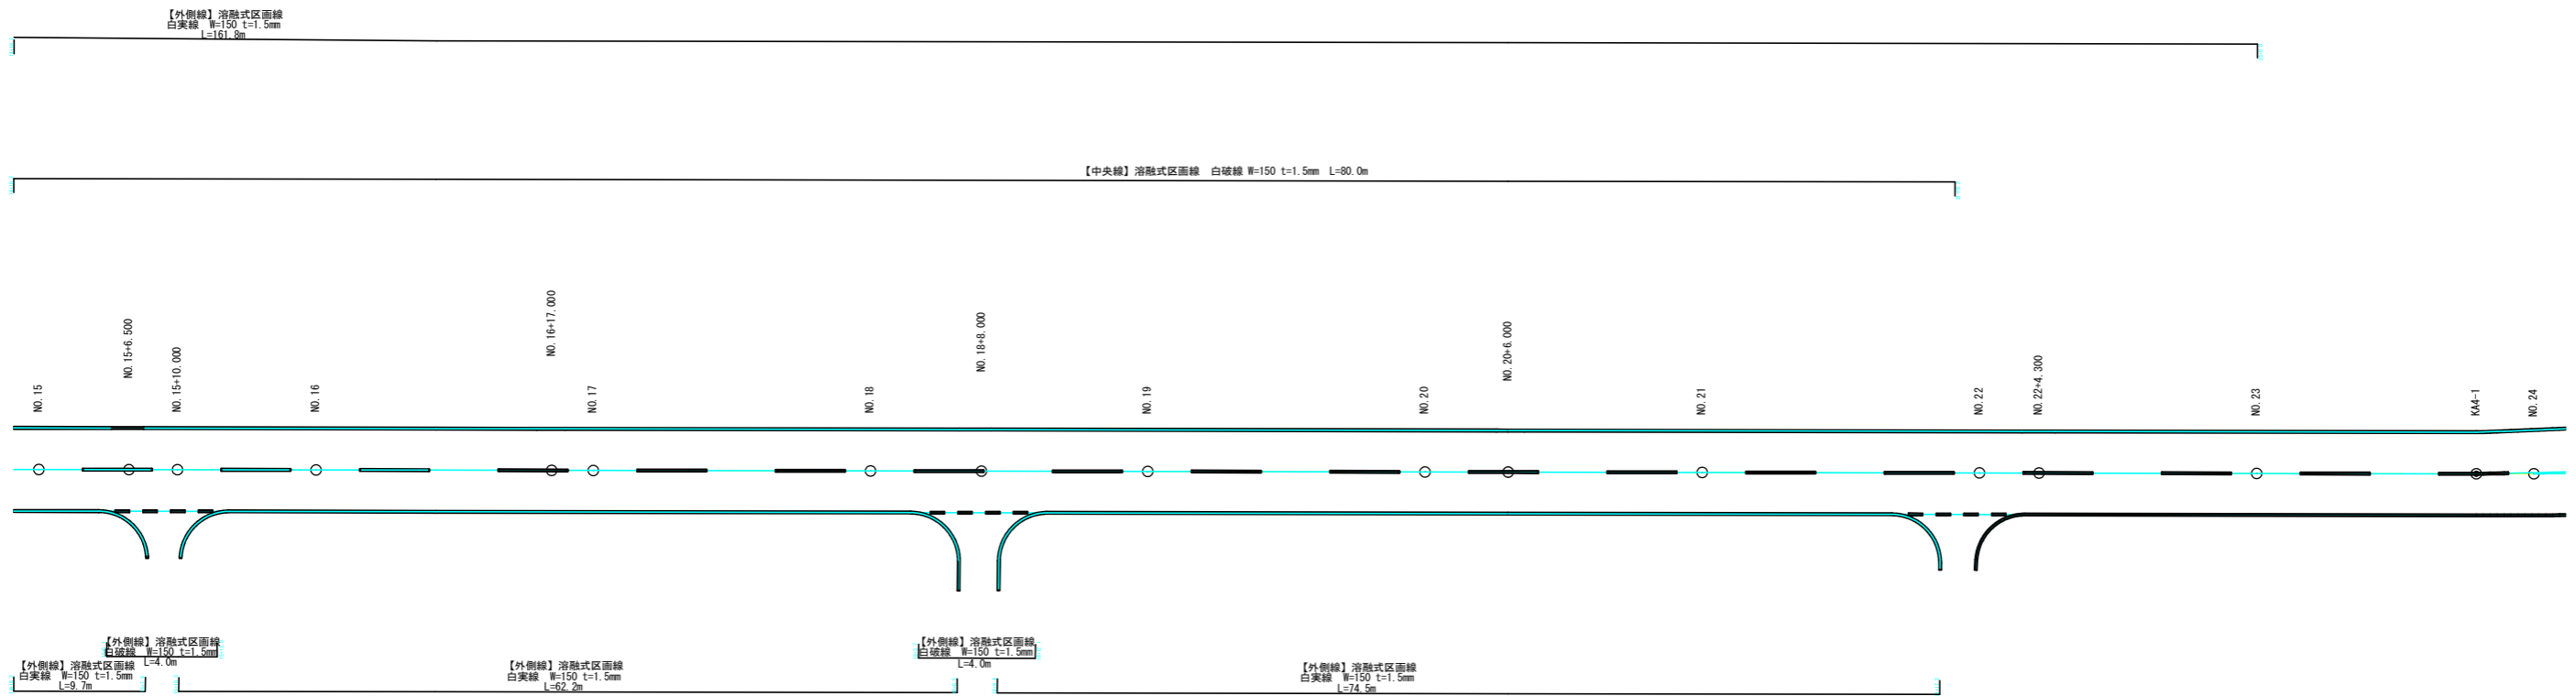 【外側線】溶融式区画線
白実線　W=150 t=1.5mm
L=161.8m
【中央線】溶融式区画線　白破線 W=150 t=1.5mm　L=80.0m
NO.15
NO.15+6.500
NO.15+10.000
NO.16
NO.16+17.000
NO.17
NO.18
NO.18+8.000
NO.19
NO.20
NO.20+6.000
NO.21
NO.22
NO.22+4.300
NO.23
KA4-1
NO.24
【外側線】溶融式区画線
白破線　W=150 t=1.5mm
L=4.0m
【外側線】溶融式区画線
白実線　W=150 t=1.5mm
L=9.7m
【外側線】溶融式区画線
白実線　W=150 t=1.5mm
L=62.2m
【外側線】溶融式区画線
白破線　W=150 t=1.5mm
L=4.0m
【外側線】溶融式区画線
白実線　W=150 t=1.5mm
L=74.5m